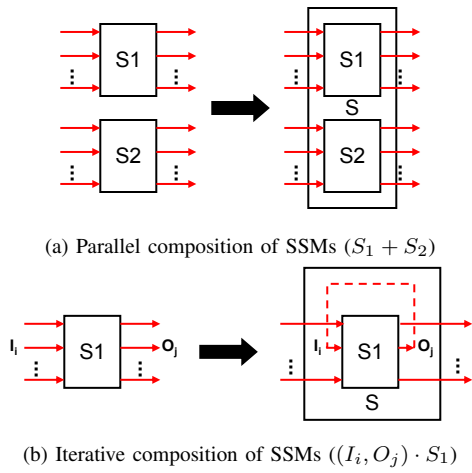 S1
S1
S
S2
S2
(a) Parallel composition of SSMs (S₁ + S₂)
Iᵢ S1 Oⱼ
Iᵢ S1 Oⱼ
S
(b) Iterative composition of SSMs ((Iᵢ, Oⱼ) · S₁)